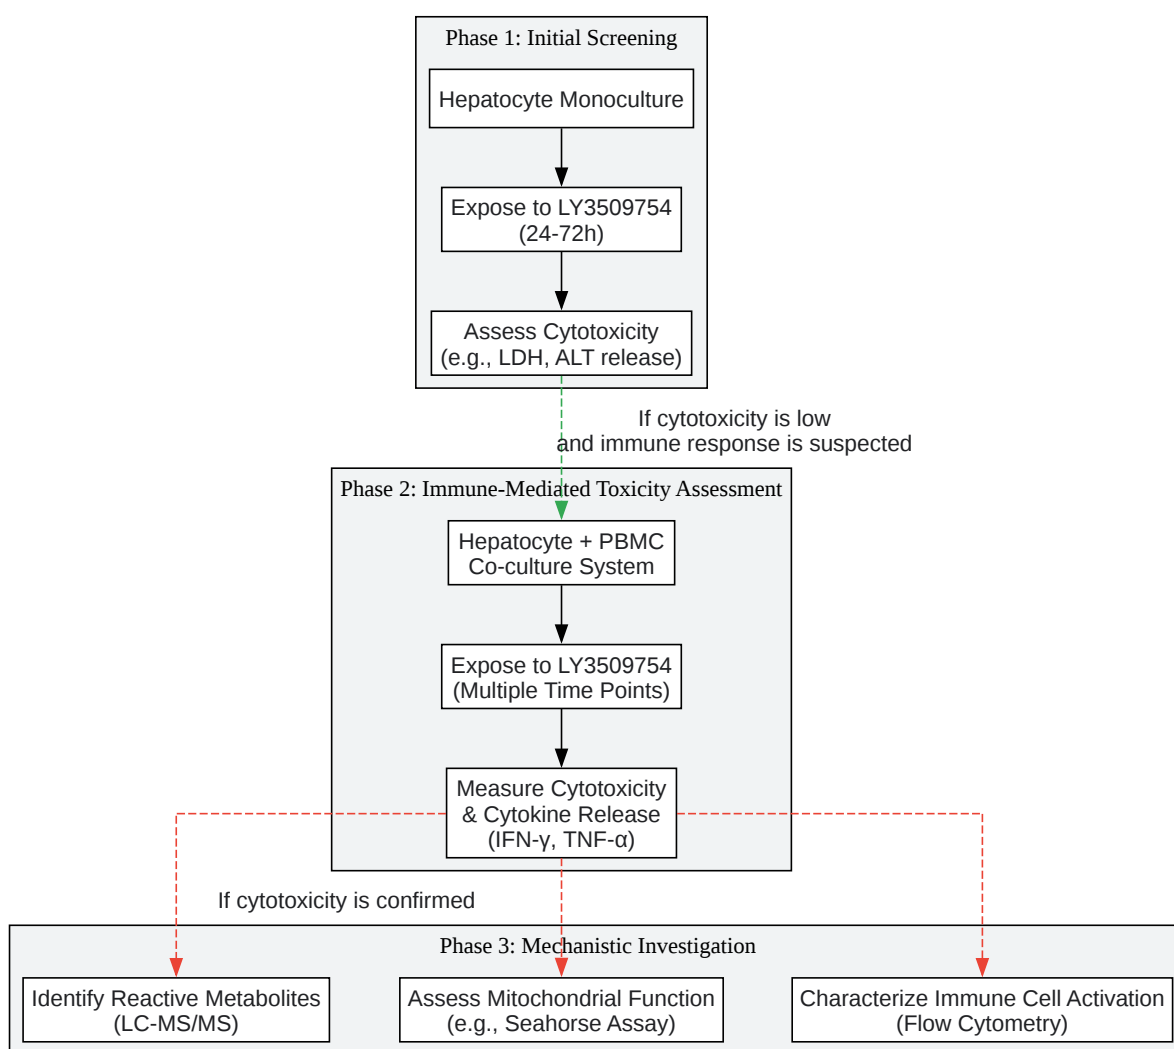 Phase 1: Initial Screening
Hepatocyte Monoculture
Expose to LY3509754
(24-72h)
Assess Cytotoxicity
(e.g., LDH, ALT release)
If cytotoxicity is low
and immune response is suspected
Phase 2: Immune-Mediated Toxicity Assessment
Hepatocyte + PBMC
Co-culture System
Expose to LY3509754
(Multiple Time Points)
Measure Cytotoxicity
& Cytokine Release
(IFN-γ, TNF-α)
If cytotoxicity is confirmed
Phase 3: Mechanistic Investigation
Identify Reactive Metabolites
(LC-MS/MS)
Assess Mitochondrial Function
(e.g., Seahorse Assay)
Characterize Immune Cell Activation
(Flow Cytometry)